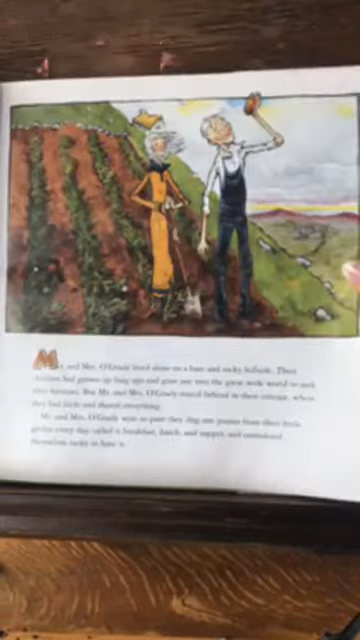 Mr. and Mrs. O'Grady lived alone on a bare and rocky hillside. Their
children had grown up long ago and gone out into the great wide world to seek
their fortunes. But Mr. and Mrs. O'Grady stayed behind in their cottage, where
they had little and shared everything.
Mr. and Mrs. O'Grady were so poor they dug one potato from their little
garden every day, called it breakfast, lunch, and supper, and considered
themselves lucky to have it.